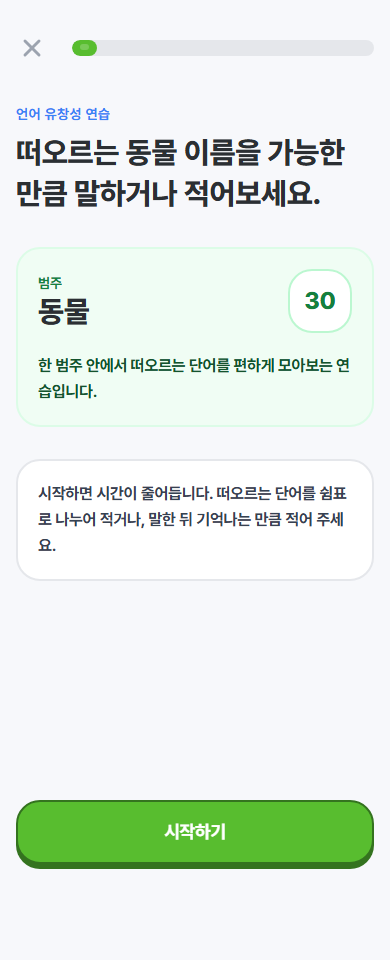 언어 유창성 연습
떠오르는 동물 이름을 가능한
만큼 말하거나 적어보세요.
범주
동물
30
한 범주 안에서 떠오르는 단어를 편하게 모아보는 연
습입니다.
시작하면 시간이 줄어듭니다. 떠오르는 단어를 쉼표
로 나누어 적거나, 말한 뒤 기억나는 만큼 적어 주세
요.
시작하기